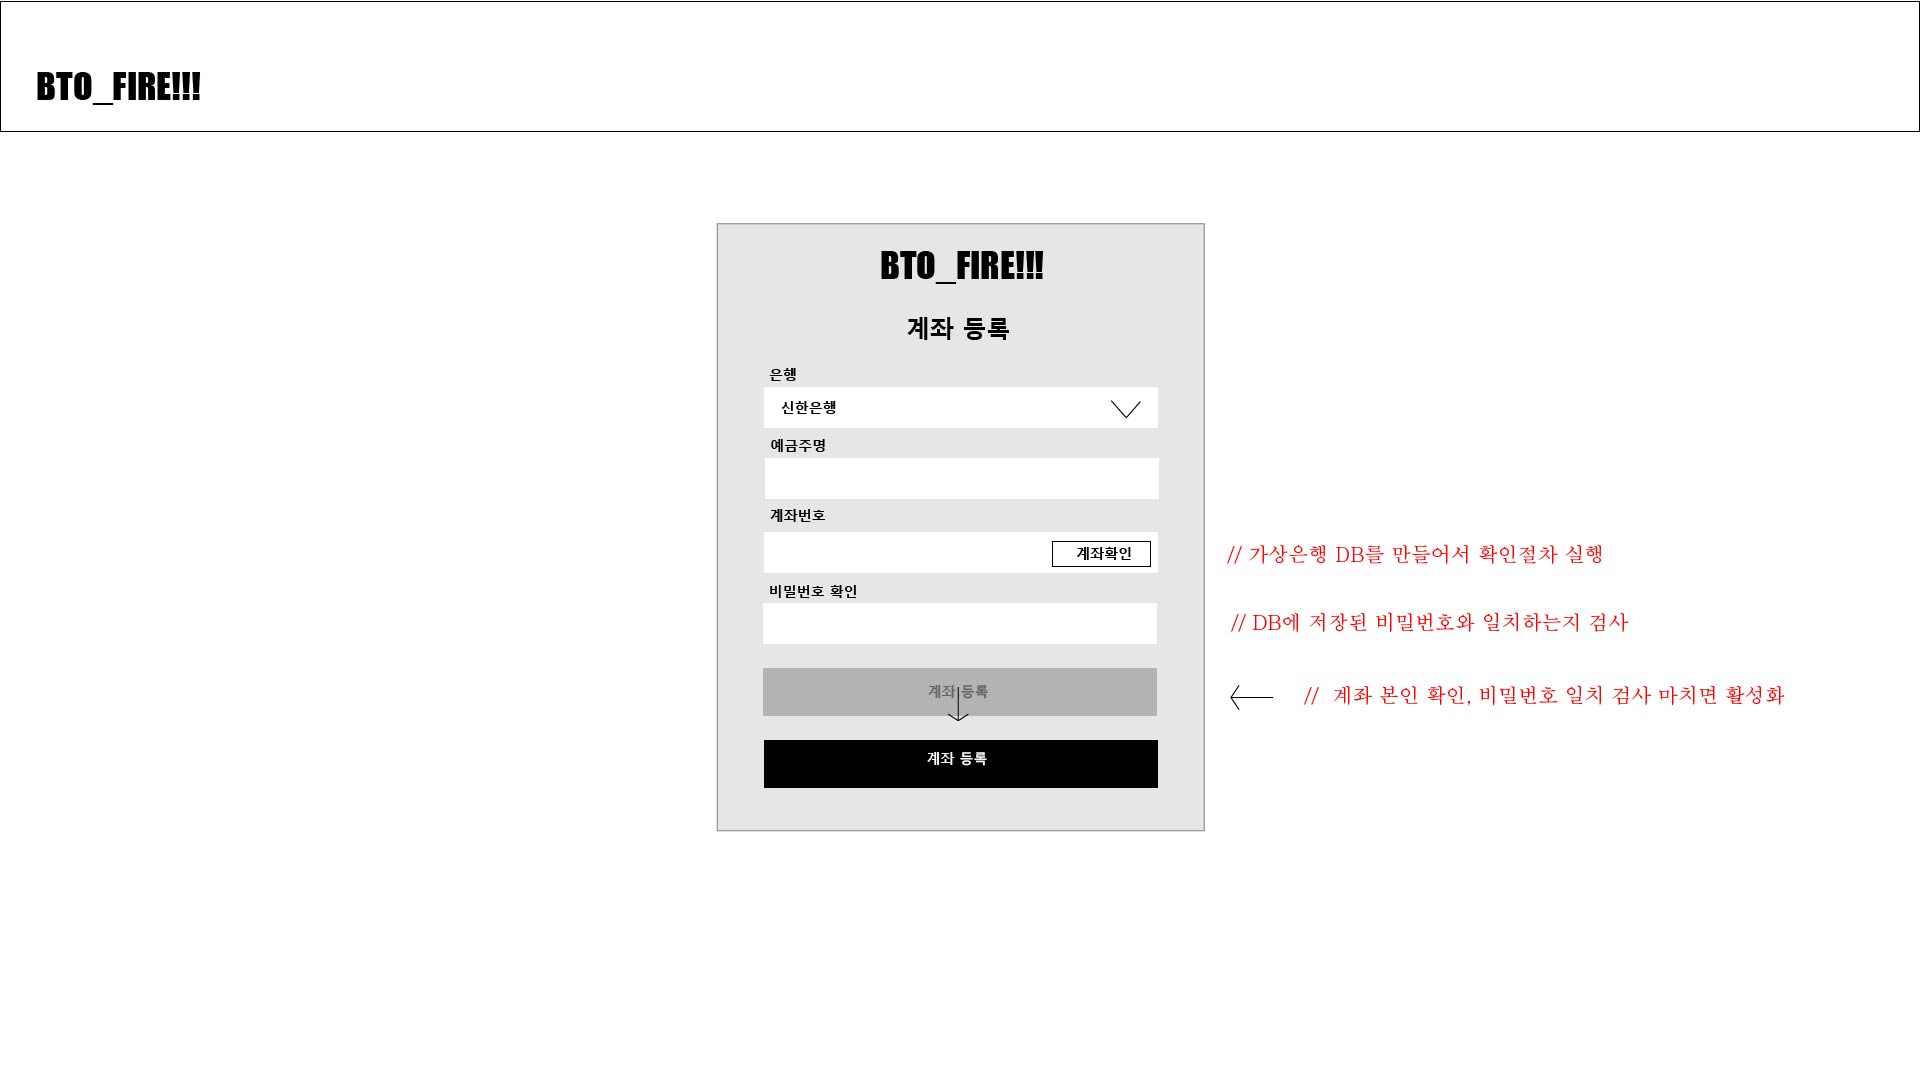 BTO_FIRE!!!
BTO_FIRE!!!
계좌 등록
은행
신한은행
예금주명
계좌번호
계좌확인
// 가상은행 DB를 만들어서 확인절차 실행
비밀번호 확인
// DB에 저장된 비밀번호와 일치하는지 검사
계좌 등록
// 계좌 본인 확인, 비밀번호 일치 검사 마치면 활성화
계좌 등록